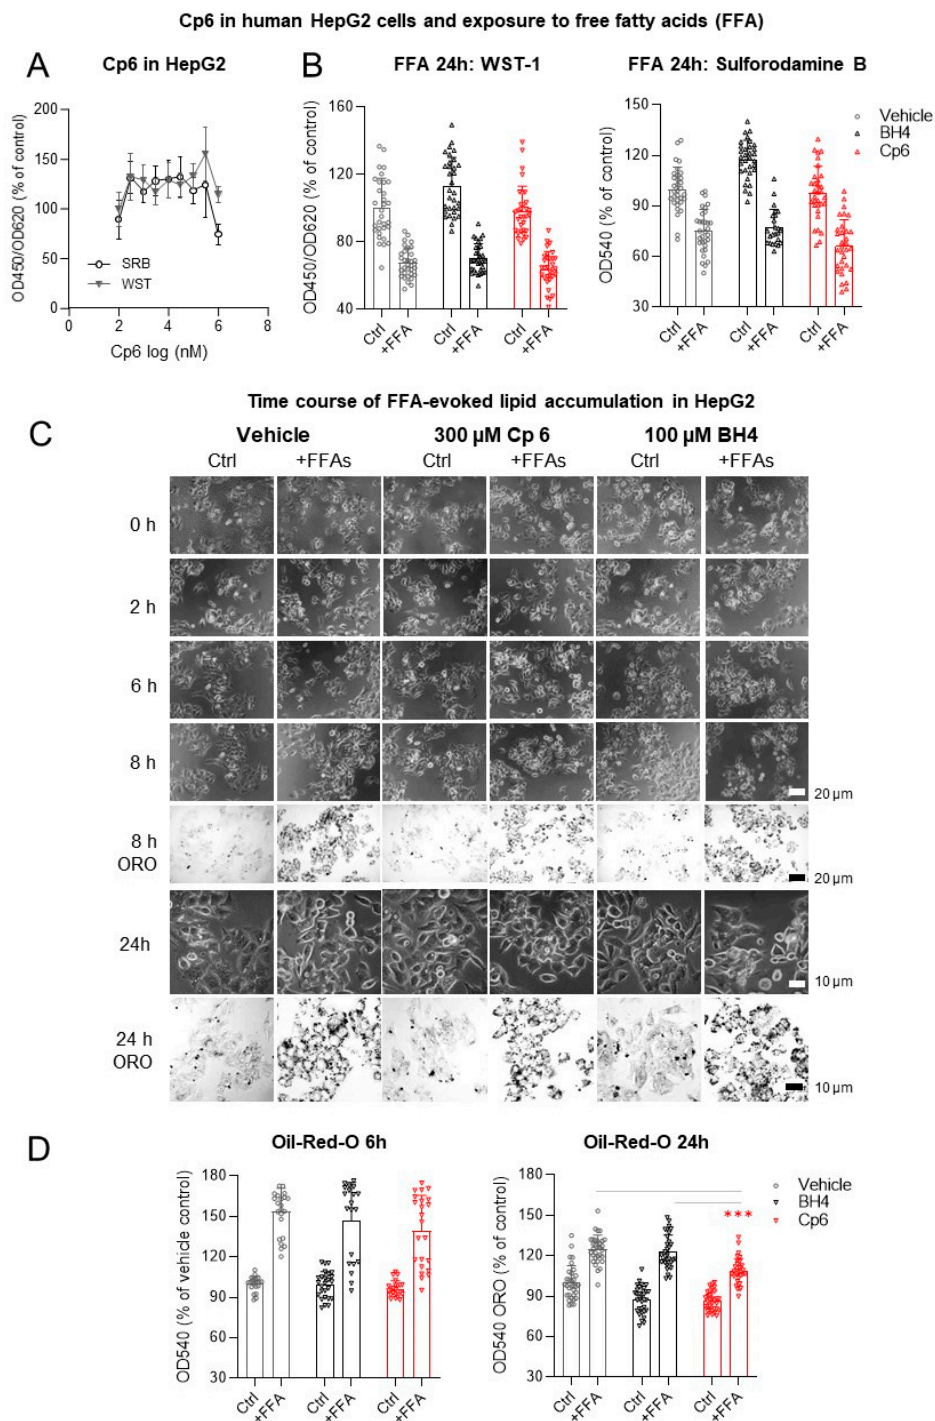 Cp6 in human HepG2 cells and exposure to free fatty acids (FFA)
A
Cp6 in HepG2
OD450/OD620 (% of control)
200
150
100
50
0
SRB
WST
0 2 4 6 8
Cp6 log (nM)
B
FFA 24h: WST-1
OD450/OD620 (% of control)
160
120
80
40
Ctrl +FFA Ctrl +FFA Ctrl +FFA
FFA 24h: Sulforodamine B
OD540 (% of control)
150
120
90
60
30
Ctrl +FFA Ctrl +FFA Ctrl +FFA
Vehicle
BH4
Cp6
Time course of FFA-evoked lipid accumulation in HepG2
C
Vehicle 300 µM Cp 6 100 µM BH4
Ctrl +FFAs Ctrl +FFAs Ctrl +FFAs
0 h
2 h
6 h
8 h
20 µm
8 h
ORO
20 µm
24h
10 µm
24 h
ORO
10 µm
D
Oil-Red-O 6h
OD540 (% of vehicle control)
180
150
120
90
60
30
Ctrl +FFA Ctrl +FFA Ctrl +FFA
Oil-Red-O 24h
OD540 ORO (% of control)
180
150
120
90
60
30
***
Ctrl +FFA Ctrl +FFA Ctrl +FFA
Vehicle
BH4
Cp6